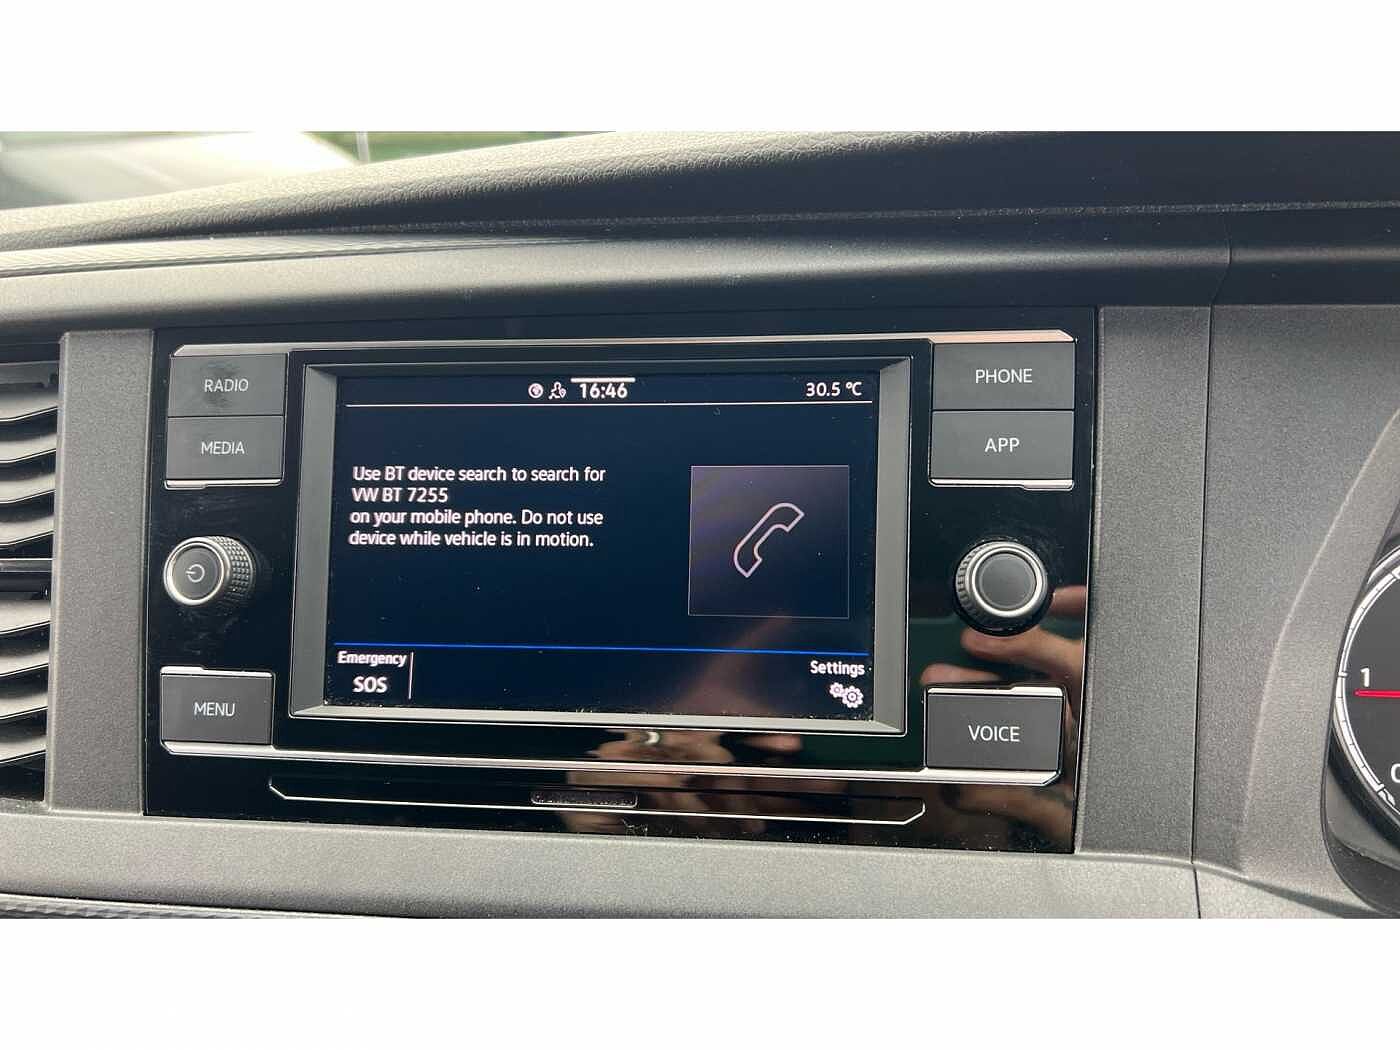 RADIO
MEDIA
MENU
16:46
30.5 °C
Use BT device search to search for
VW BT 7255
on your mobile phone. Do not use
device while vehicle is in motion.
Emergency
SOS
Settings
PHONE
APP
VOICE
1
0